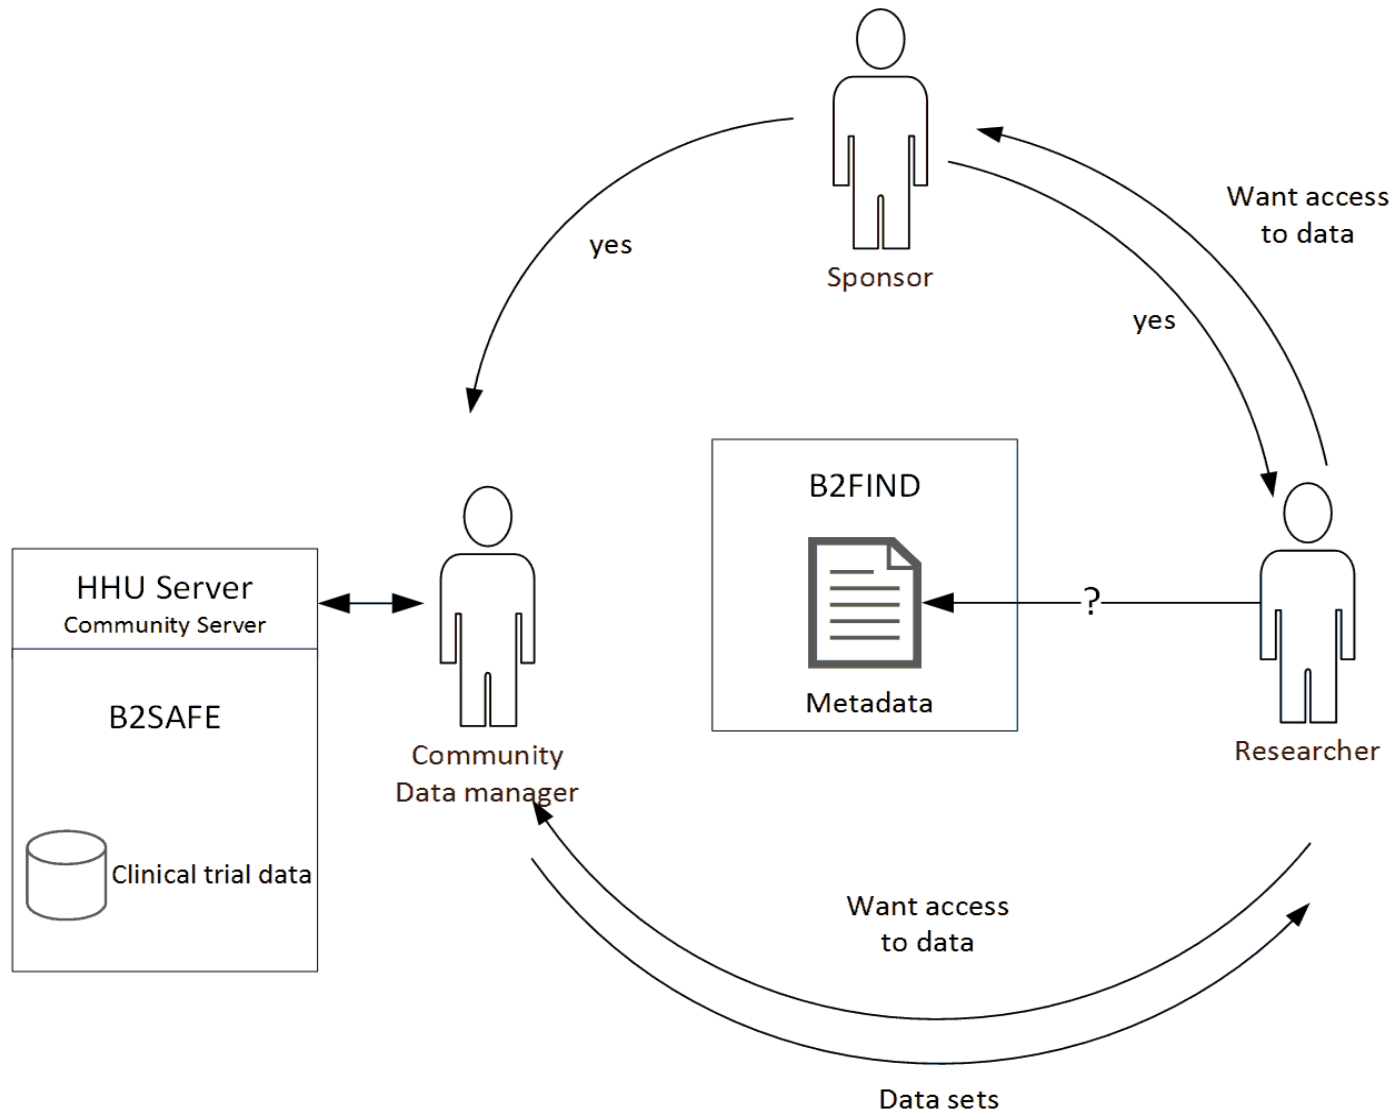 Sponsor
Want access
to data
yes
yes
B2FIND
Metadata
?
Researcher
HHU Server
Community Server
B2SAFE
Clinical trial data
Community
Data manager
Want access
to data
Data sets